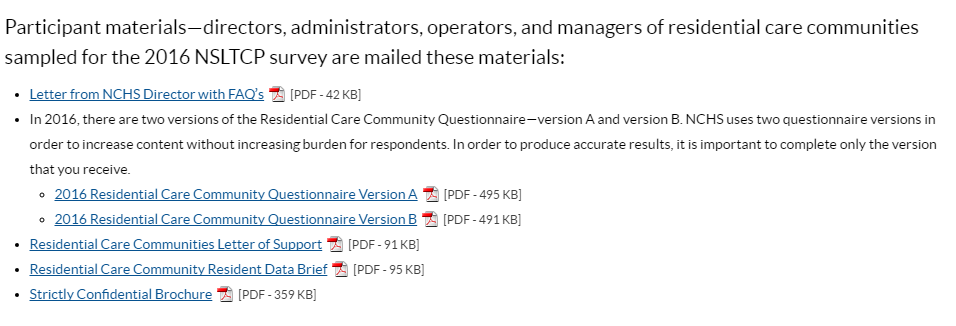 Participant materials—directors, administrators, operators, and managers of residential care communities
sampled for the 2016 NSLTCP survey are mailed these materials:
• Letter from NCHS Director with FAQ's [PDF - 42 KB]
• In 2016, there are two versions of the Residential Care Community Questionnaire—version A and version B. NCHS uses two questionnaire versions in
order to increase content without increasing burden for respondents. In order to produce accurate results, it is important to complete only the version
that you receive.
◦ 2016 Residential Care Community Questionnaire Version A [PDF - 495 KB]
◦ 2016 Residential Care Community Questionnaire Version B [PDF - 491 KB]
• Residential Care Communities Letter of Support [PDF - 91 KB]
• Residential Care Community Resident Data Brief [PDF - 95 KB]
• Strictly Confidential Brochure [PDF - 359 KB]